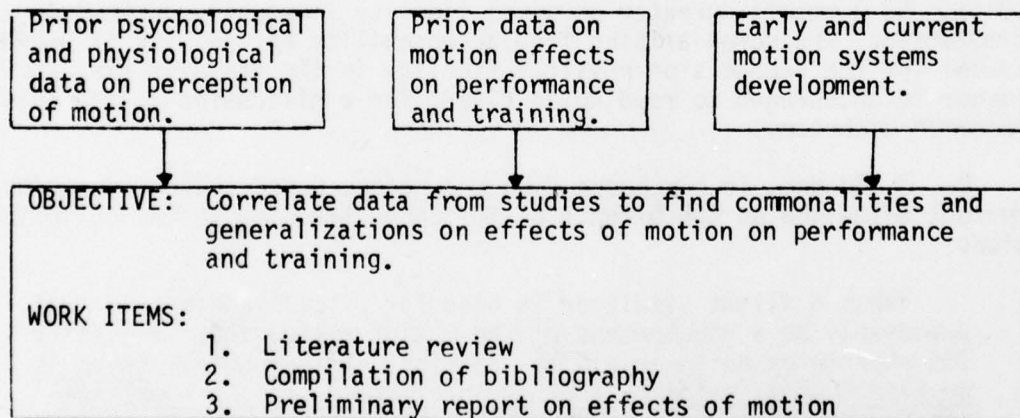 Prior psychological
and physiological
data on perception
of motion.
Prior data on
motion effects
on performance
and training.
Early and current
motion systems
development.
OBJECTIVE: Correlate data from studies to find commonalities and
generalizations on effects of motion on performance
and training.
WORK ITEMS:
1. Literature review
2. Compilation of bibliography
3. Preliminary report on effects of motion